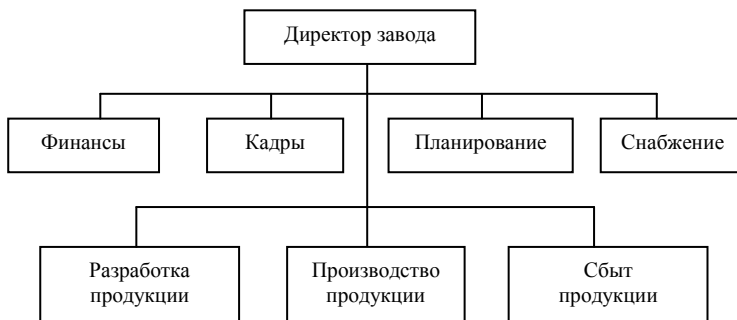 Директор завода
Финансы
Кадры
Планирование
Снабжение
Разработка
продукции
Производство
продукции
Сбыт
продукции